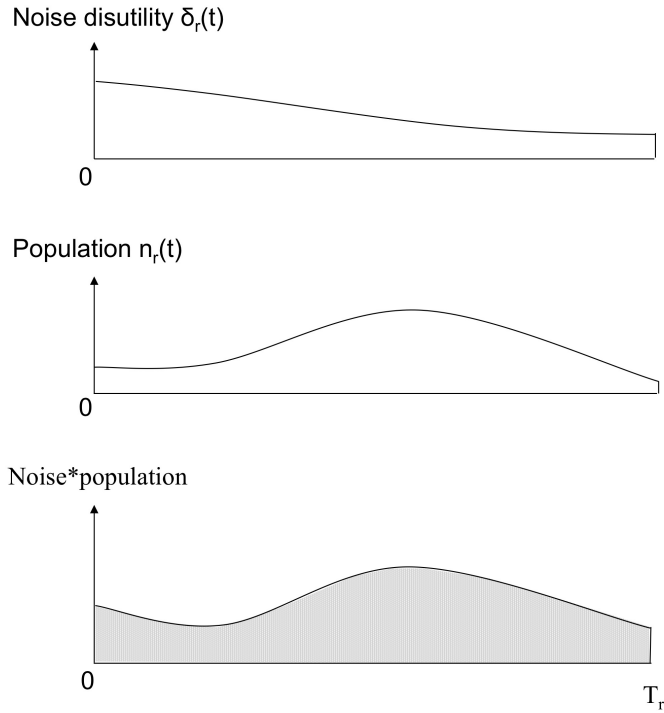 Noise disutility δr(t)
0
Population nr(t)
0
Noise*population
0
Tr